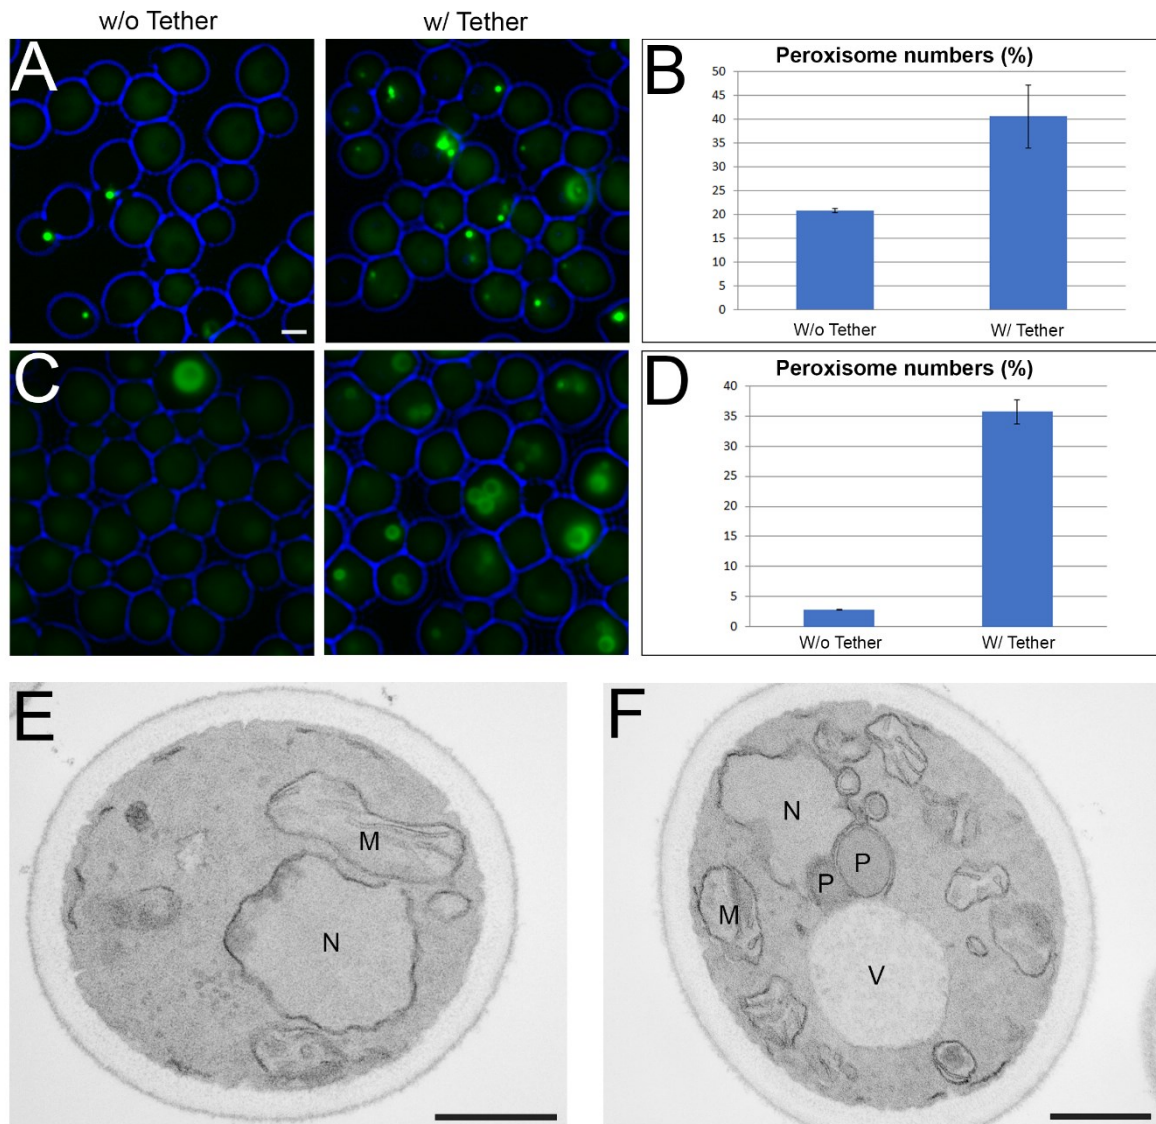 w/o Tether
w/ Tether
A
B
Peroxisome numbers (%)
50
45
40
35
30
25
20
15
10
5
0
W/o Tether
W/ Tether
C
D
Peroxisome numbers (%)
40
35
30
25
20
15
10
5
0
W/o Tether
W/ Tether
E
M
N
F
N
P
P
M
V